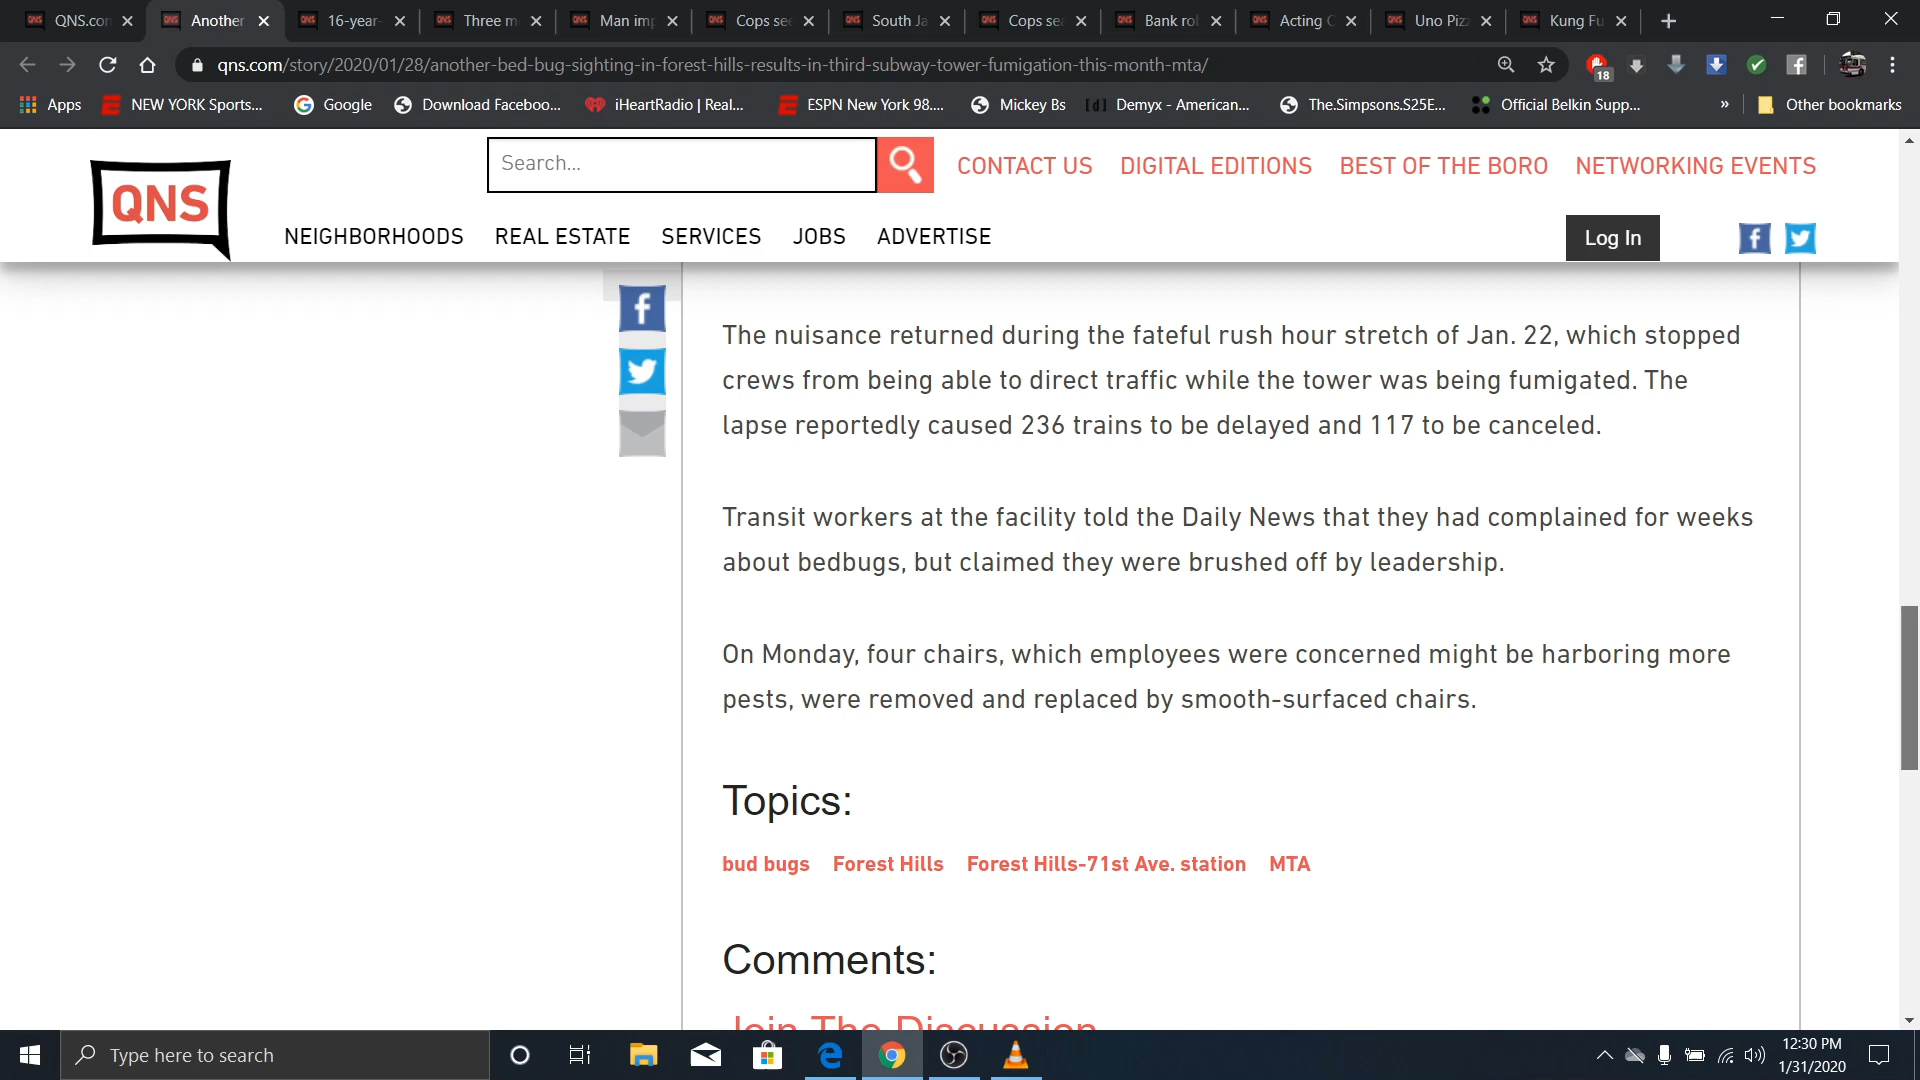 QNS.con
Another
16-year-
Three m
Man imp
Cops see
South Ja
Cops sea
Bank rol
Acting C
Uno Pizz
Kung Fu
qns.com/story/2020/01/28/another-bed-bug-sighting-in-forest-hills-results-in-third-subway-tower-fumigation-this-month-mta/
18
Apps
NEW YORK Sports...
Google
Download Faceboo...
iHeartRadio | Real...
ESPN New York 98....
Mickey Bs
Demyx - American...
The.Simpsons.S25E...
Official Belkin Supp...
»
Other bookmarks
QNS
Search...
CONTACT US
DIGITAL EDITIONS
BEST OF THE BORO
NETWORKING EVENTS
NEIGHBORHOODS
REAL ESTATE
SERVICES
JOBS
ADVERTISE
Log In
The nuisance returned during the fateful rush hour stretch of Jan. 22, which stopped
crews from being able to direct traffic while the tower was being fumigated. The
lapse reportedly caused 236 trains to be delayed and 117 to be canceled.
Transit workers at the facility told the Daily News that they had complained for weeks
about bedbugs, but claimed they were brushed off by leadership.
On Monday, four chairs, which employees were concerned might be harboring more
pests, were removed and replaced by smooth-surfaced chairs.
Topics:
bud bugs
Forest Hills
Forest Hills-71st Ave. station
MTA
Comments:
Join The Discussion
Type here to search
12:30 PM
1/31/2020